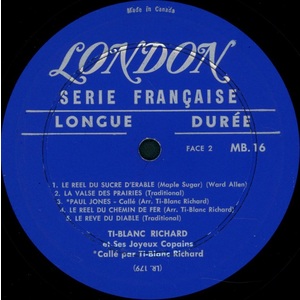 Made in Canada
LONDON
SERIE FRANÇAISE
LONGUE DURÉE
FACE 2 MB. 16
1. LE REEL DU SUCRE D'ERABLE (Maple Sugar) (Ward Allen)
2. LA VALSE DES PRAIRIES (Traditional)
3. *PAUL JONES - Callé (Arr. Ti-Blanc Richard)
4. LE REEL DU CHEMIN DE FER (Arr. Ti-Blanc Richard)
5. LE REVE DU DIABLE (Traditional)
TI-BLANC RICHARD
et Ses Joyeux Copains
*Callé par Ti-Blanc Richard
(LR. 179)